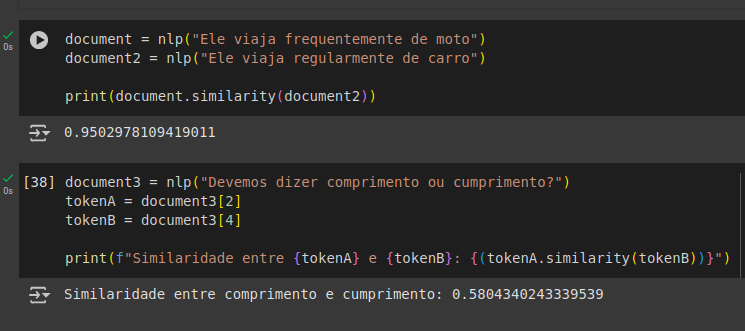 document = nlp("Ele viaja frequentemente de moto")
0s
document2 = nlp("Ele viaja regularmente de carro")
print(document.similarity(document2))
0.9502978109419011
[38] document3 = nlp("Devemos dizer comprimento ou cumprimento?")
0s
tokenA = document3[2]
tokenB = document3[4]
print(f"Similaridade entre {tokenA} e {tokenB}: {(tokenA.similarity(tokenB))}")
Similaridade entre comprimento e cumprimento: 0.5804340243339539